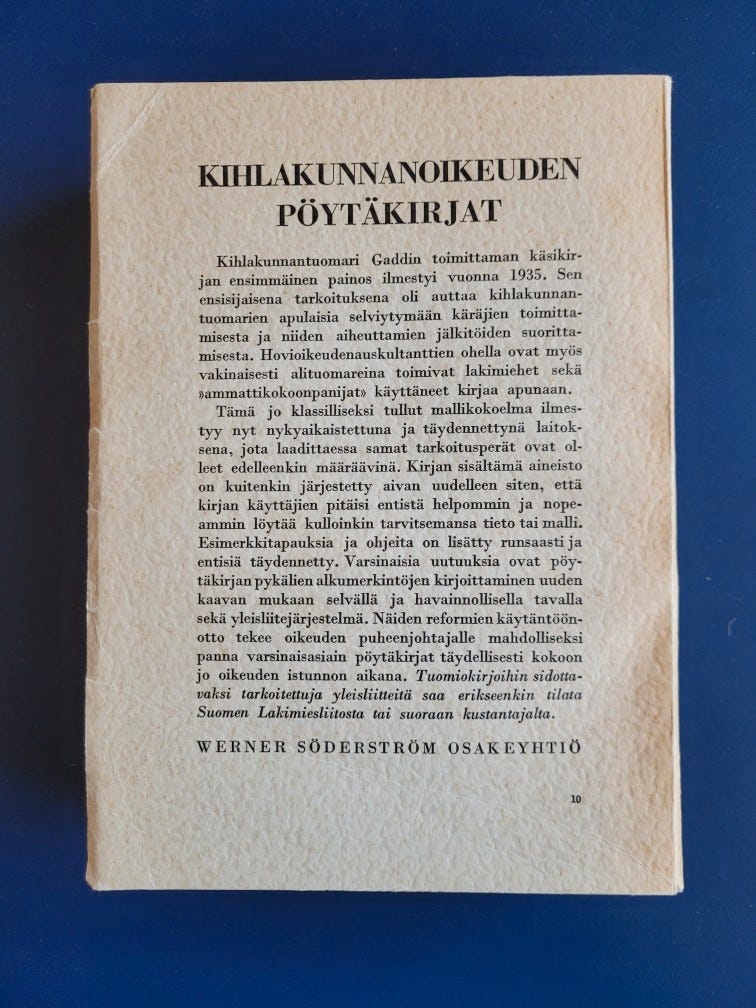 KIHLAKUNNANOIKEUDEN
PÖYTÄKIRJAT
Kihlakunnantuomari Gaddin toimittaman käsikir-
jan ensimmäinen painos ilmestyi vuonna 1935. Sen
ensisijaisena tarkoituksena oli auttaa kihlakunnan-
tuomarien apulaisia selviytymään käräjien toimitta-
misesta ja niiden aiheuttamien jälkitöiden suoritta-
misesta. Hovioikeudenauskultanttien ohella ovat myös
vakinaisesti alituomareina toimivat lakimiehet sekä
»ammattikokoonpanijat» käyttäneet kirjaa apunaan.
Tämä jo klassilliseksi tullut mallikokoelma ilmes-
tyy nyt nykyaikaistettuna ja täydennettynä laitok-
sena, jota laadittaessa samat tarkoitusperät ovat ol-
leet edelleenkin määräävinä. Kirjan sisältämä aineisto
on kuitenkin järjestetty aivan uudelleen siten, että
kirjan käyttäjien pitäisi entistä helpommin ja nope-
ammin löytää kulloinkin tarvitsemansa tieto tai malli.
Esimerkkitapauksia ja ohjeita on lisätty runsaasti ja
entisiä täydennetty. Varsinaisia uutuuksia ovat pöy-
täkirjan pykälien alkumerkintöjen kirjoittaminen uuden
kaavan mukaan selvällä ja havainnollisella tavalla
sekä yleisliitejärjestelmä. Näiden reformien käytäntöön-
otto tekee oikeuden puheenjohtajalle mahdolliseksi
panna varsinaisasiain pöytäkirjat täydellisesti kokoon
jo oikeuden istunnon aikana. Tuomiokirjoihin sidotta-
vaksi tarkoitettuja yleisliitteitä saa erikseenkin tilata
Suomen Lakimiesliitosta tai suoraan kustantajalta.
WERNER SÖDERSTRÖM OSAKEYHTIÖ
10